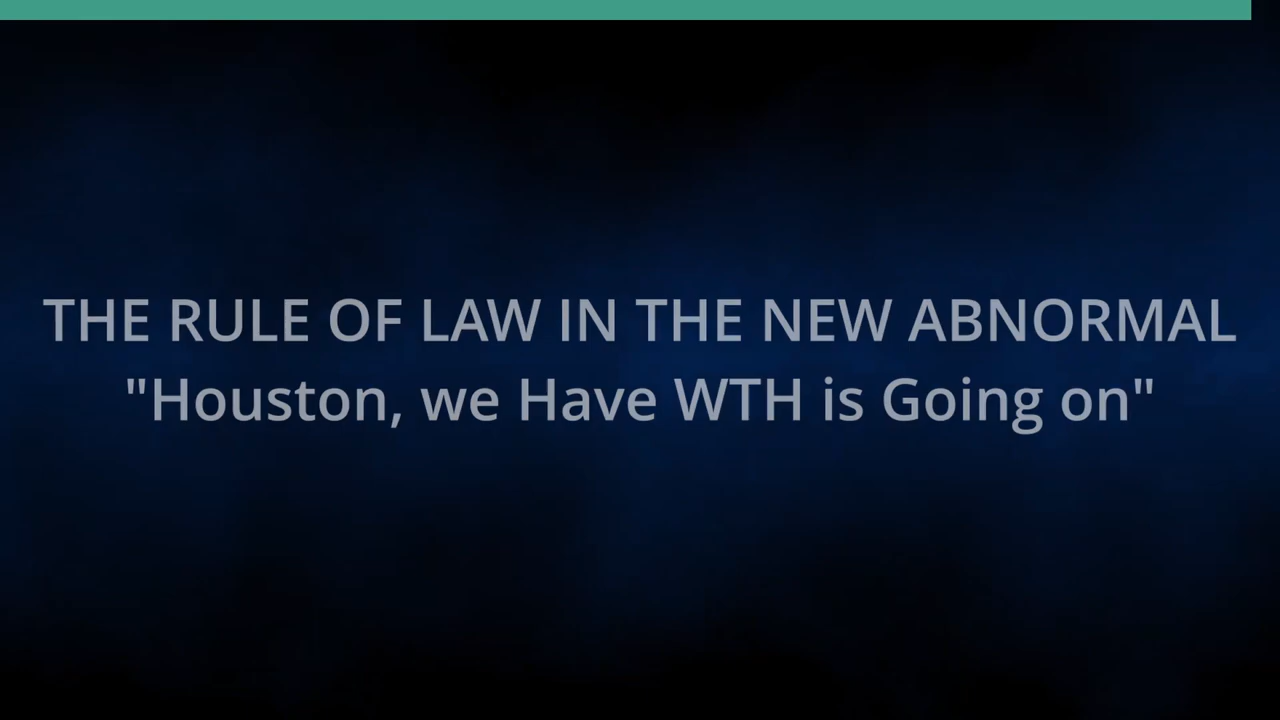 THE RULE OF LAW IN THE NEW ABNORMAL
"Houston, we Have WTH is Going on"